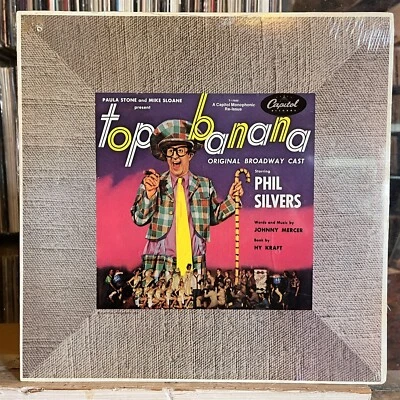 PAULA STONE and MIKE SLOANE
present
A Capitol Monophonic
Re-Issue
Capitol
RECORDS
top banana
ORIGINAL BROADWAY CAST
Starring
PHIL
SILVERS
Words and Music by
JOHNNY MERCER
Book by
HY KRAFT